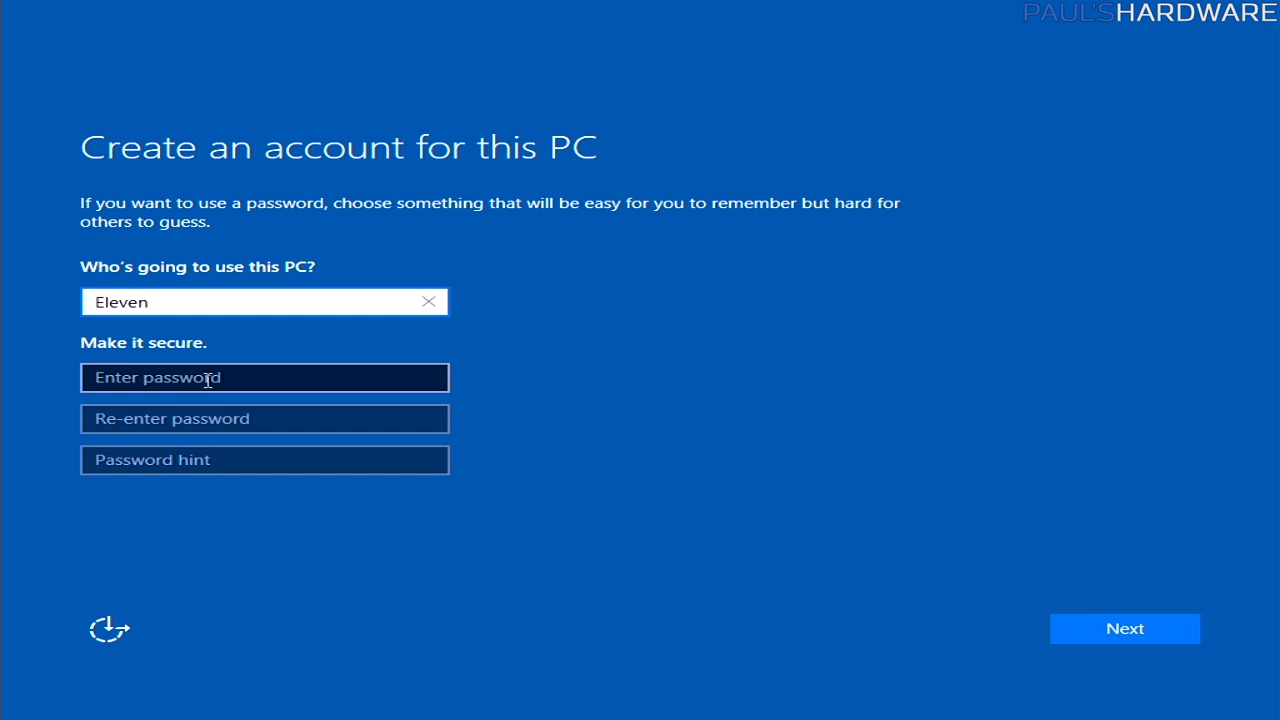 PAUL'SHARDWARE
Create an account for this PC
If you want to use a password, choose something that will be easy for you to remember but hard for
others to guess.
Who's going to use this PC?
Eleven
Make it secure.
Enter password
Re-enter password
Password hint
Next